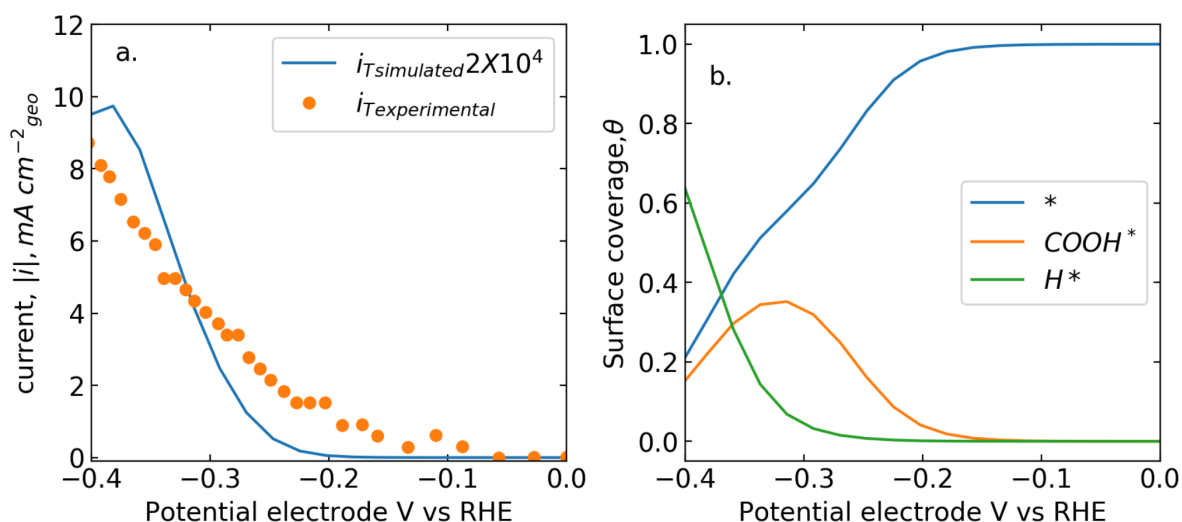 a.
i_Tsimulated 2X10^4
i_Texperimental
current, |i|, mA cm^−2_geo
12
10
8
6
4
2
0
−0.4 −0.3 −0.2 −0.1 0.0
Potential electrode V vs RHE
b.
*
COOH*
H*
Surface coverage,θ
1.0
0.8
0.6
0.4
0.2
0.0
−0.4 −0.3 −0.2 −0.1 0.0
Potential electrode V vs RHE